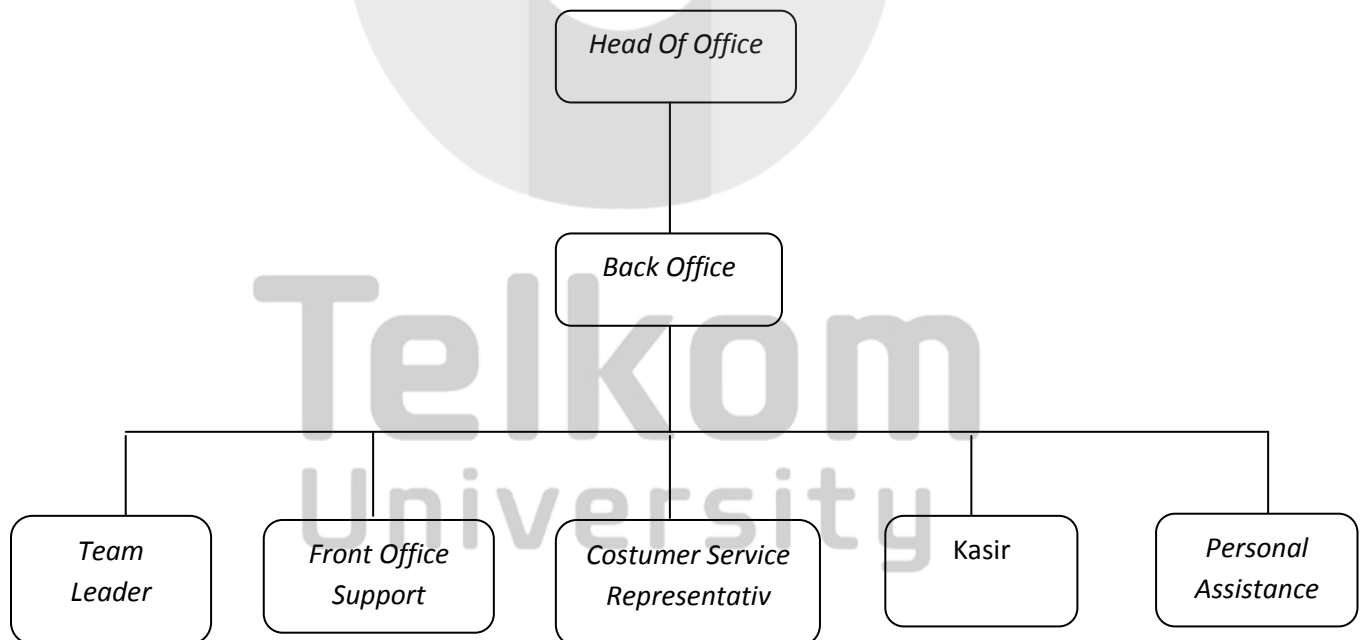 Head Of Office
Back Office
Telkom
University
Team
Leader
Front Office
Support
Costumer Service
Representativ
Kasir
Personal
Assistance